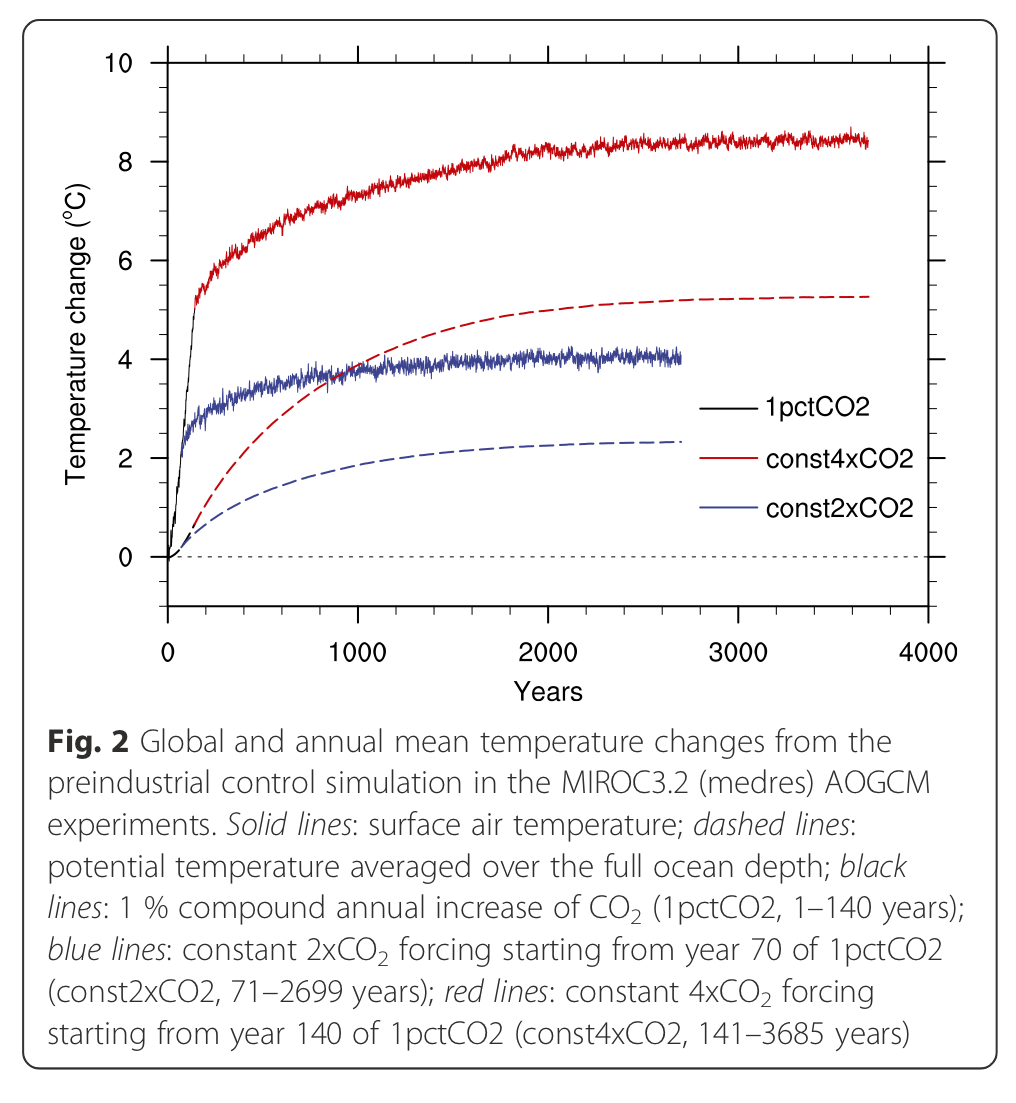 10
8
6
4
2
0
Temperature change (°C)
1pctCO2
const4xCO2
const2xCO2
0 1000 2000 3000 4000
Years
Fig. 2 Global and annual mean temperature changes from the
preindustrial control simulation in the MIROC3.2 (medres) AOGCM
experiments. Solid lines: surface air temperature; dashed lines:
potential temperature averaged over the full ocean depth; black
lines: 1 % compound annual increase of CO₂ (1pctCO2, 1–140 years);
blue lines: constant 2xCO₂ forcing starting from year 70 of 1pctCO2
(const2xCO2, 71–2699 years); red lines: constant 4xCO₂ forcing
starting from year 140 of 1pctCO2 (const4xCO2, 141–3685 years)